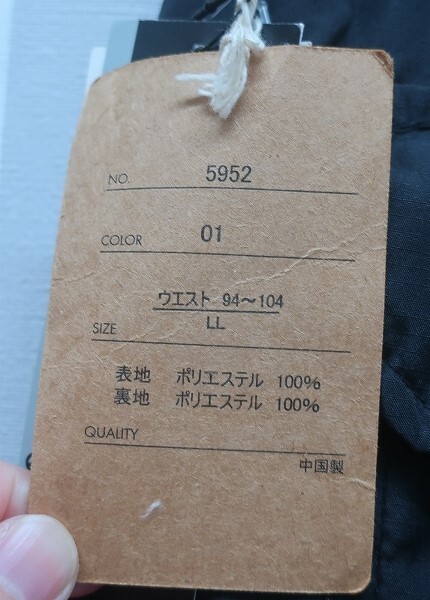 NO. 5952
COLOR 01
ウエスト 94～104
SIZE LL
表地 ポリエステル 100%
裏地 ポリエステル 100%
QUALITY
中国製